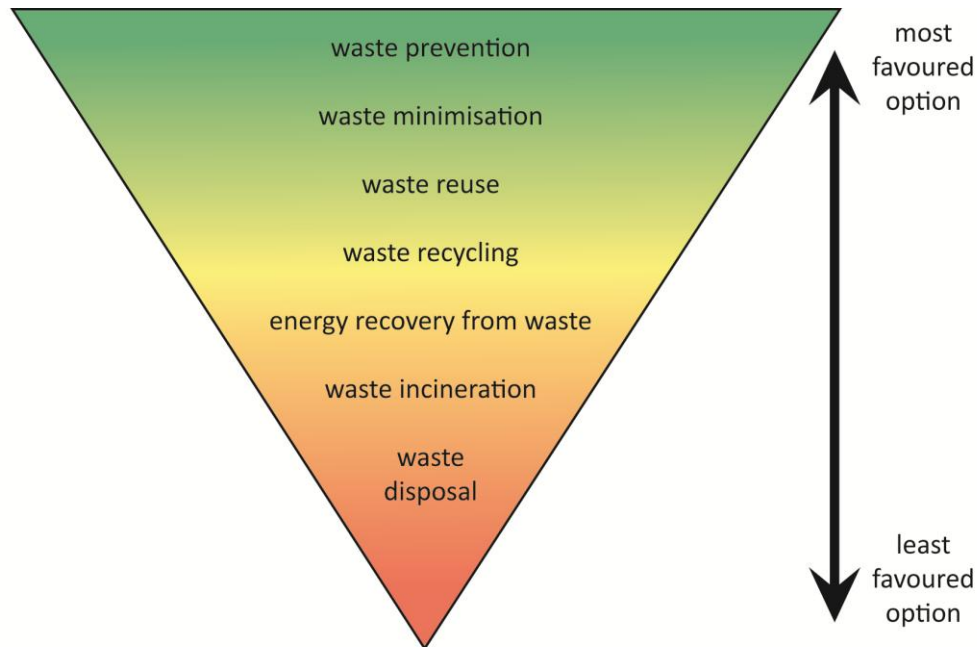 waste prevention
waste minimisation
waste reuse
waste recycling
energy recovery from waste
waste incineration
waste
disposal
most
favoured
option
least
favoured
option